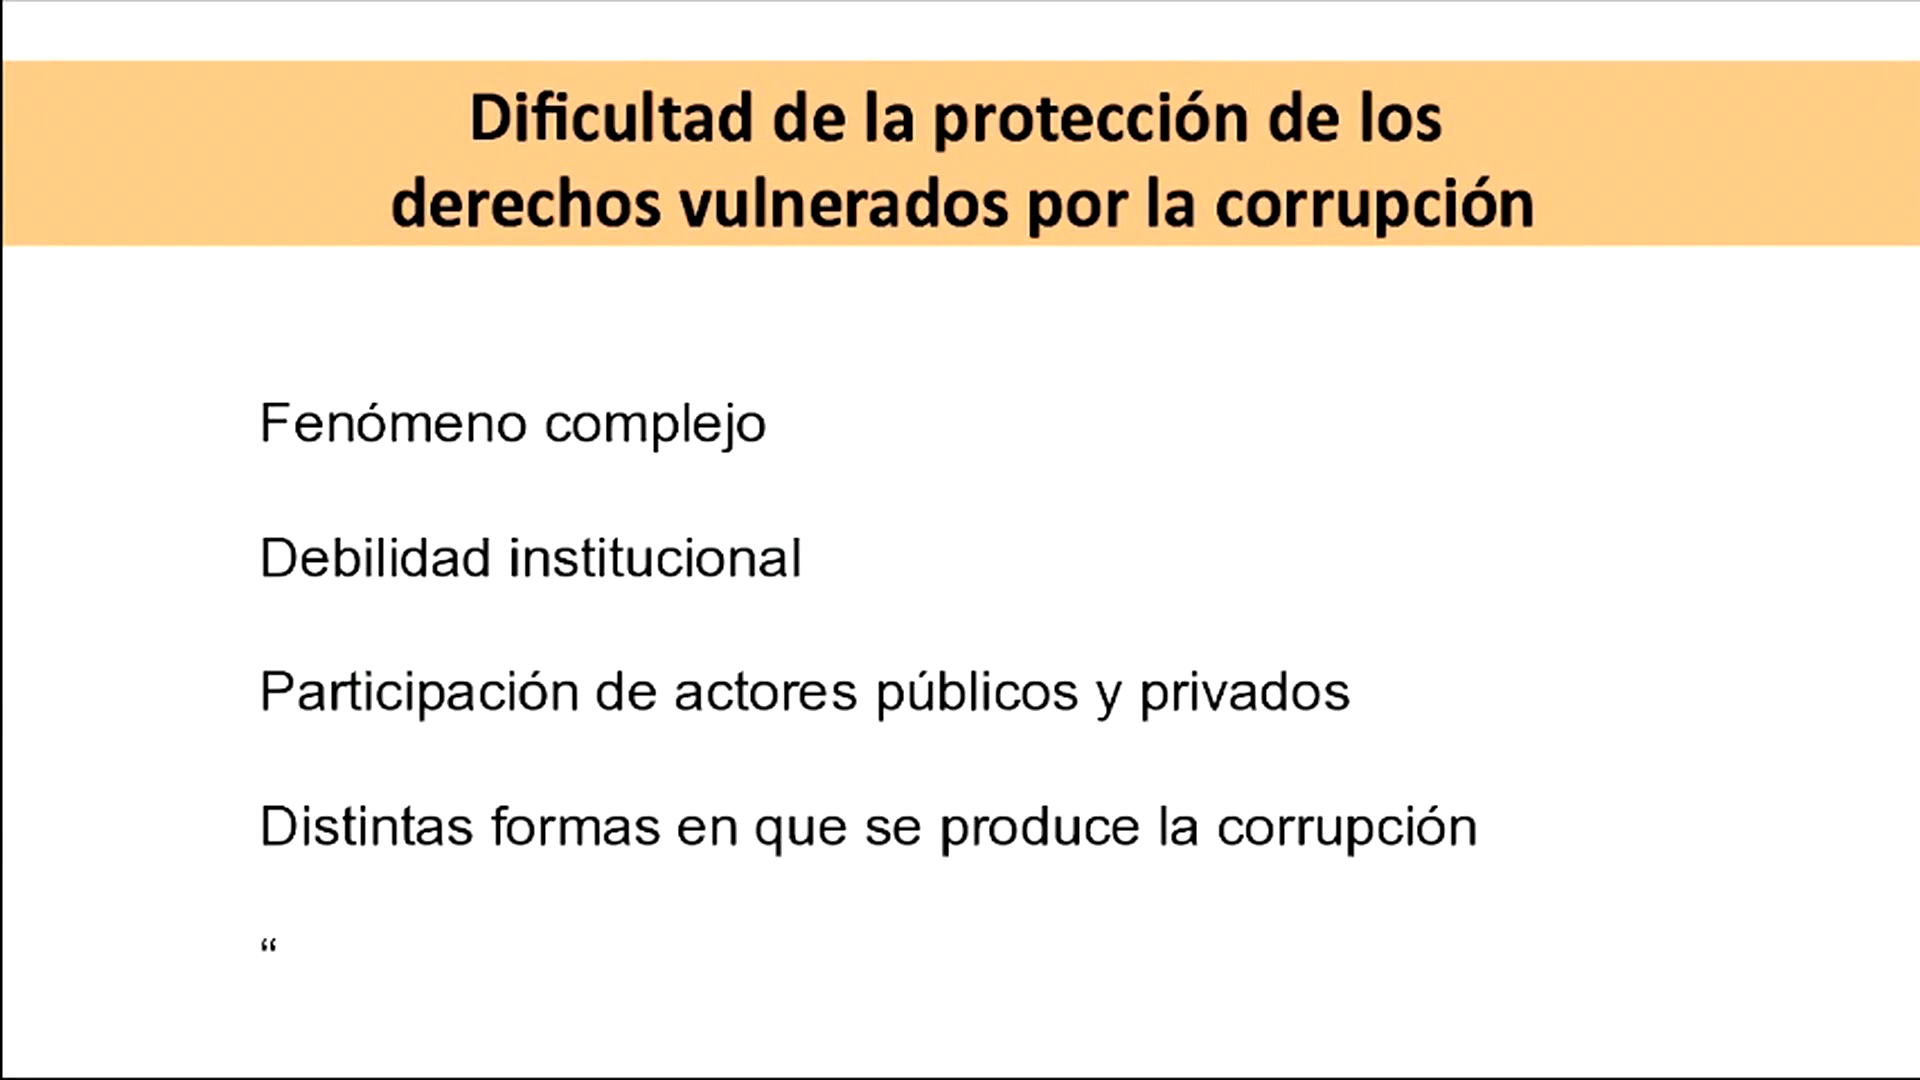 Dificultad de la protección de los
derechos vulnerados por la corrupción
Fenómeno complejo
Debilidad institucional
Participación de actores públicos y privados
Distintas formas en que se produce la corrupción
“